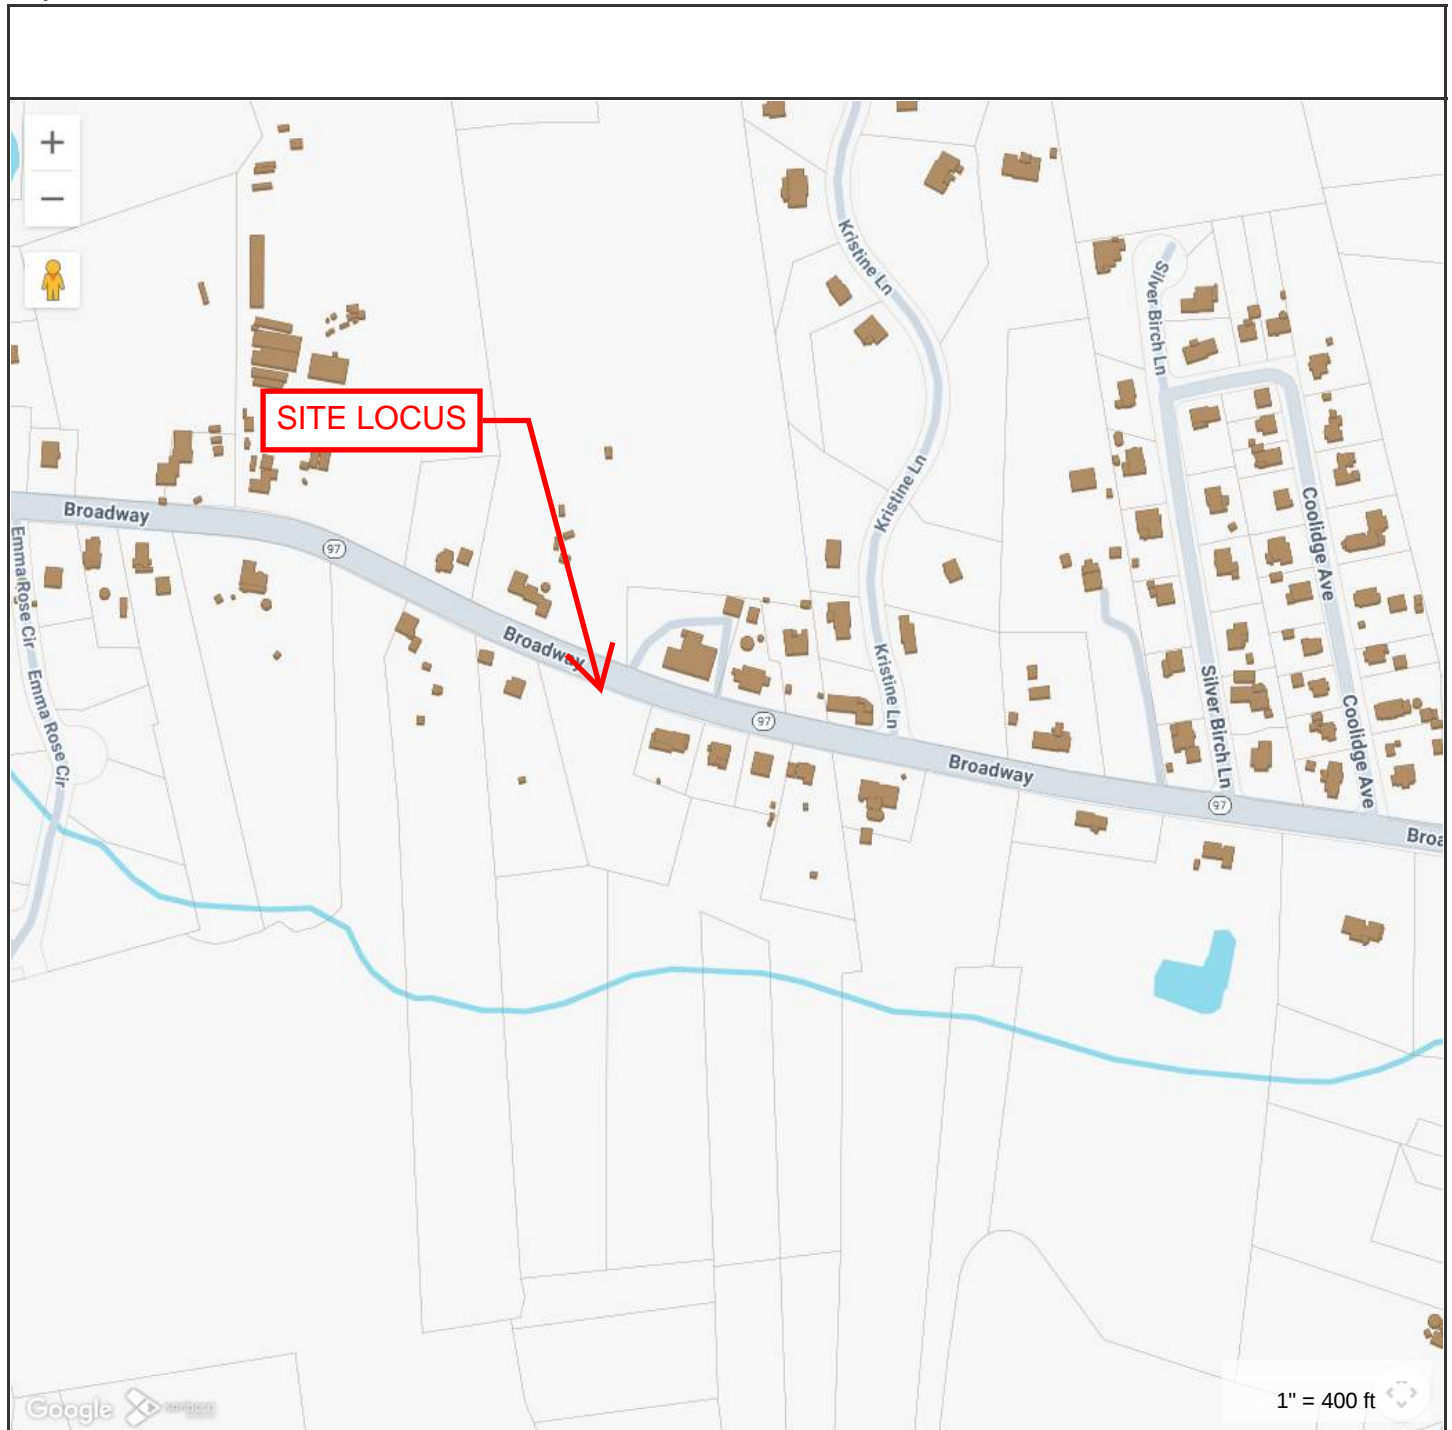 +
−
Kristine Ln
Silver Birch Ln
SITE LOCUS
Kristine Ln
Coolidge Ave
Broadway
97
Emma Rose Cir
Broadway
Kristine Ln
Emma Rose Cir
Silver Birch Ln
Coolidge Ave
97
Broadway
97
Broa
1" = 400 ft
Google